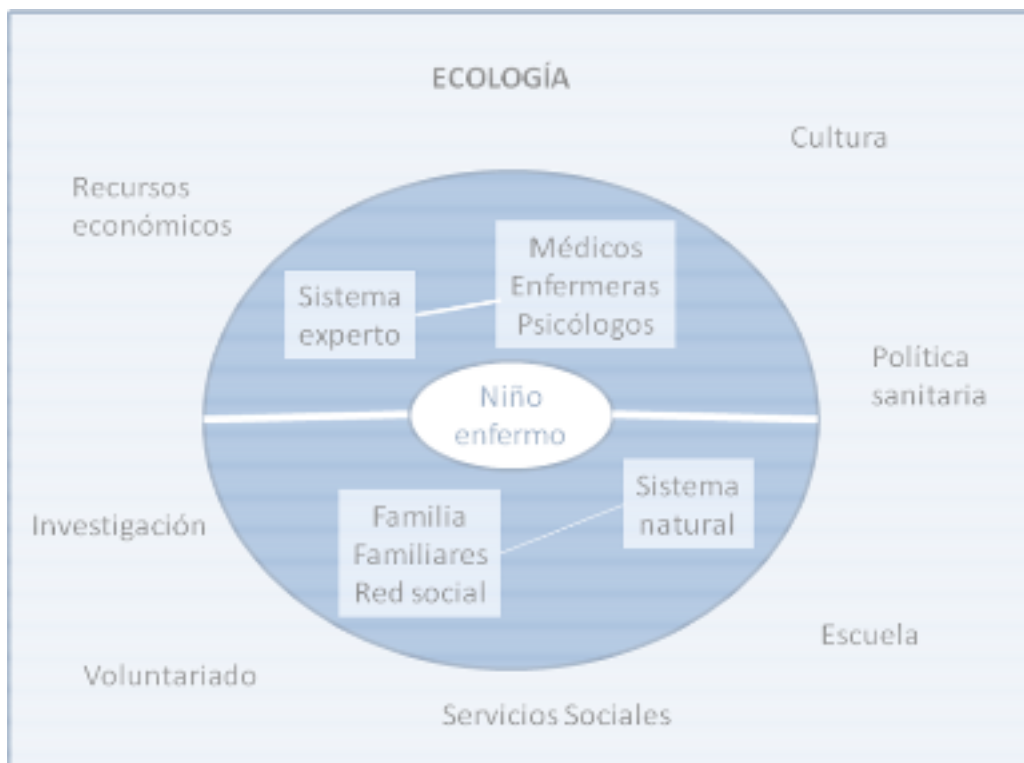 ECOLOGÍA
Cultura
Recursos
económicos
Médicos
Enfermeras
Psicólogos
Sistema
experto
Política
sanitaria
Niño
enfermo
Sistema
natural
Familia
Familiares
Red social
Investigación
Escuela
Voluntariado
Servicios Sociales